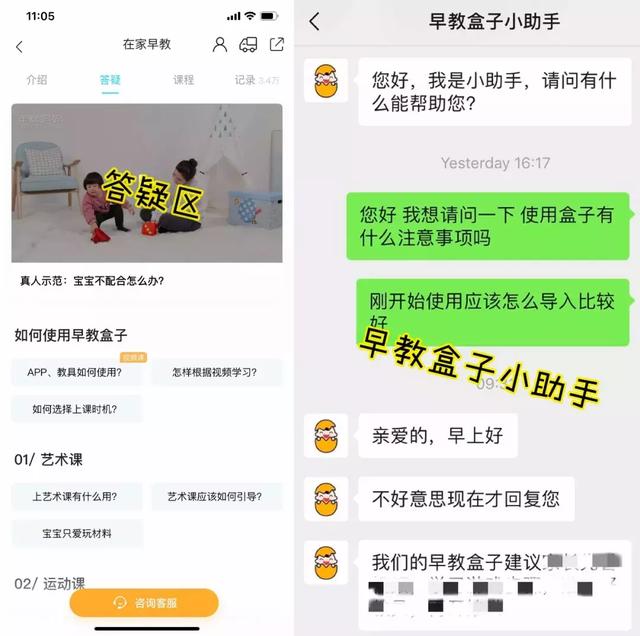 11:05
在家早教
介绍
答疑
课程
记录 3.4万
答疑区
真人示范：宝宝不配合怎么办?
如何使用早教盒子
视频课
APP、教具如何使用?
怎样根据视频学习?
如何选择上课时机?
01/ 艺术课
上艺术课有什么用?
艺术课应该如何引导?
宝宝只爱玩材料
02/ 运动课
咨询客服
早教盒子小助手
您好，我是小助手，请问有什
么能帮助您?
Yesterday 16:17
您好 我想请问一下 使用盒子有
什么注意事项吗
刚开始使用应该怎么导入比较
好
早教盒子小助手
亲爱的，早上好
不好意思现在才回复您
我们的早教盒子建议